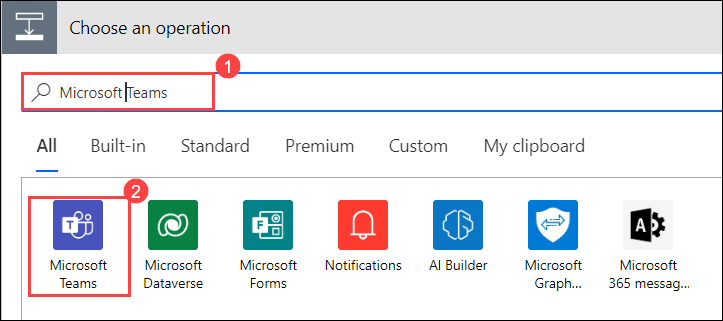 Choose an operation
1
Microsoft Teams
All Built-in Standard Premium Custom My clipboard
2
Microsoft Teams
Microsoft Dataverse
Microsoft Forms
Notifications
AI Builder
Microsoft Graph...
Microsoft 365 messag...